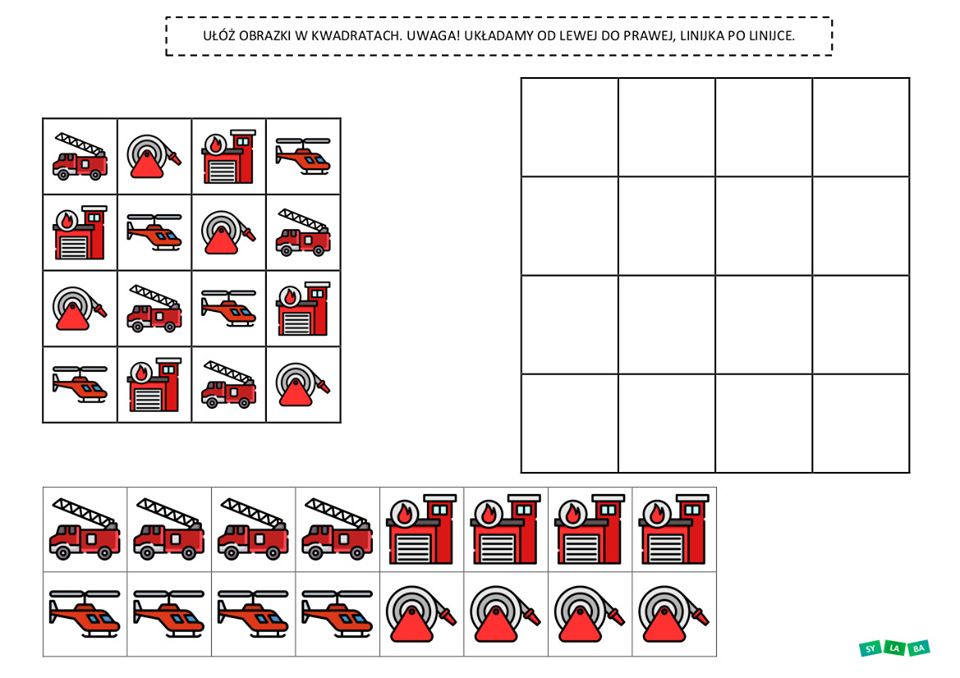 UŁÓŻ OBRAZKI W KWADRATACH. UWAGA! UKŁADAMY OD LEWEJ DO PRAWEJ, LINIJKA PO LINIJCE.
SY LA BA